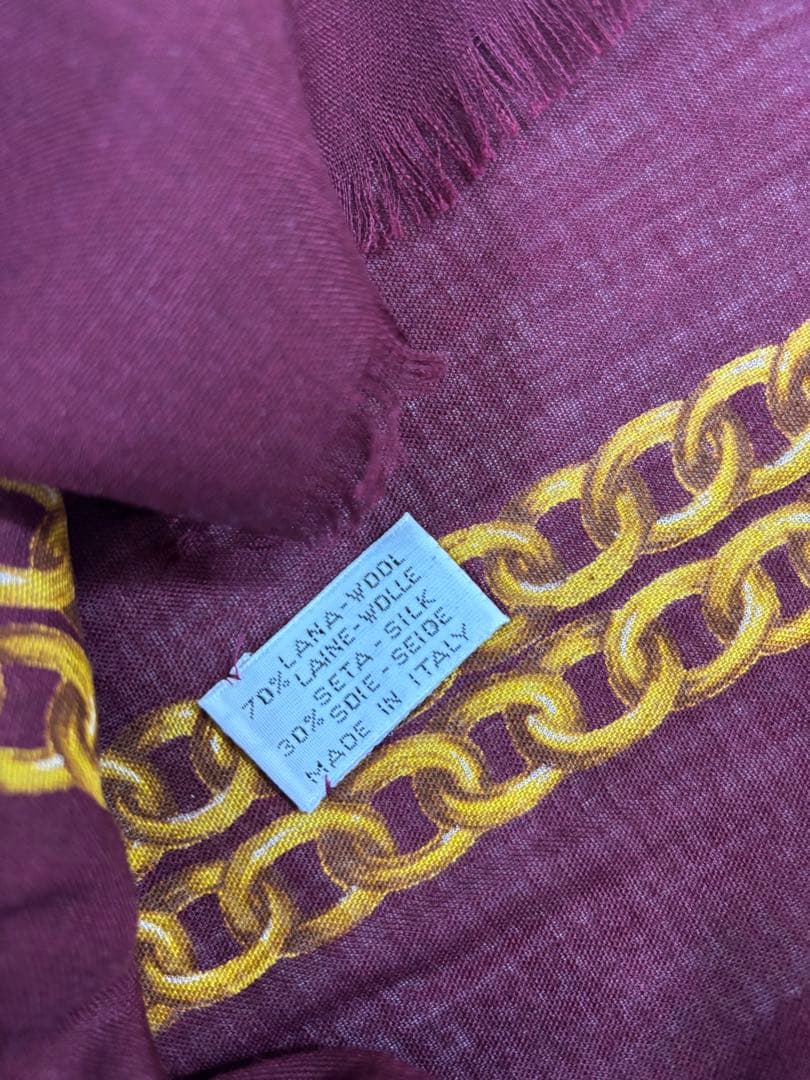 70% LANA-WOOL
LAINE-WOLLE
SETA - SILK
30% SOIE-SEIDE
MADE IN ITALY